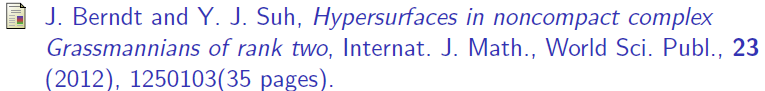 J. Berndt and Y. J. Suh, Hypersurfaces in noncompact complex
Grassmannians of rank two, Internat. J. Math., World Sci. Publ., 23
(2012), 1250103(35 pages).